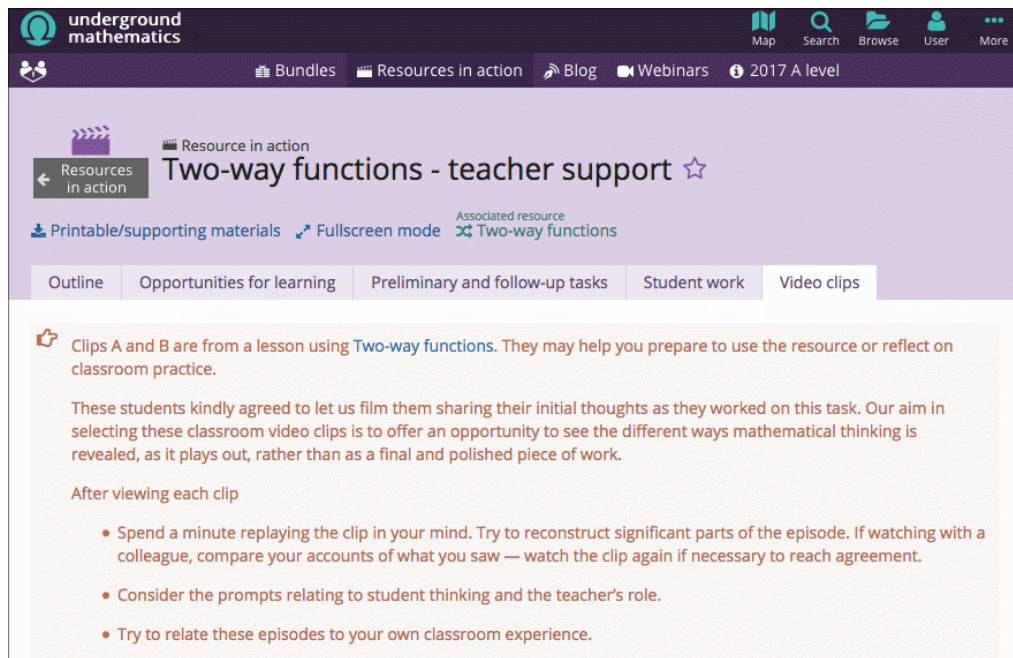 underground
mathematics
Map
Search
Browse
User
More
Bundles
Resources in action
Blog
Webinars
2017 A level
Resource in action
Resources
in action
Two-way functions - teacher support
Printable/supporting materials
Fullscreen mode
Associated resource
Two-way functions
Outline
Opportunities for learning
Preliminary and follow-up tasks
Student work
Video clips
Clips A and B are from a lesson using Two-way functions. They may help you prepare to use the resource or reflect on
classroom practice.
These students kindly agreed to let us film them sharing their initial thoughts as they worked on this task. Our aim in
selecting these classroom video clips is to offer an opportunity to see the different ways mathematical thinking is
revealed, as it plays out, rather than as a final and polished piece of work.
After viewing each clip
• Spend a minute replaying the clip in your mind. Try to reconstruct significant parts of the episode. If watching with a
colleague, compare your accounts of what you saw — watch the clip again if necessary to reach agreement.
• Consider the prompts relating to student thinking and the teacher's role.
• Try to relate these episodes to your own classroom experience.